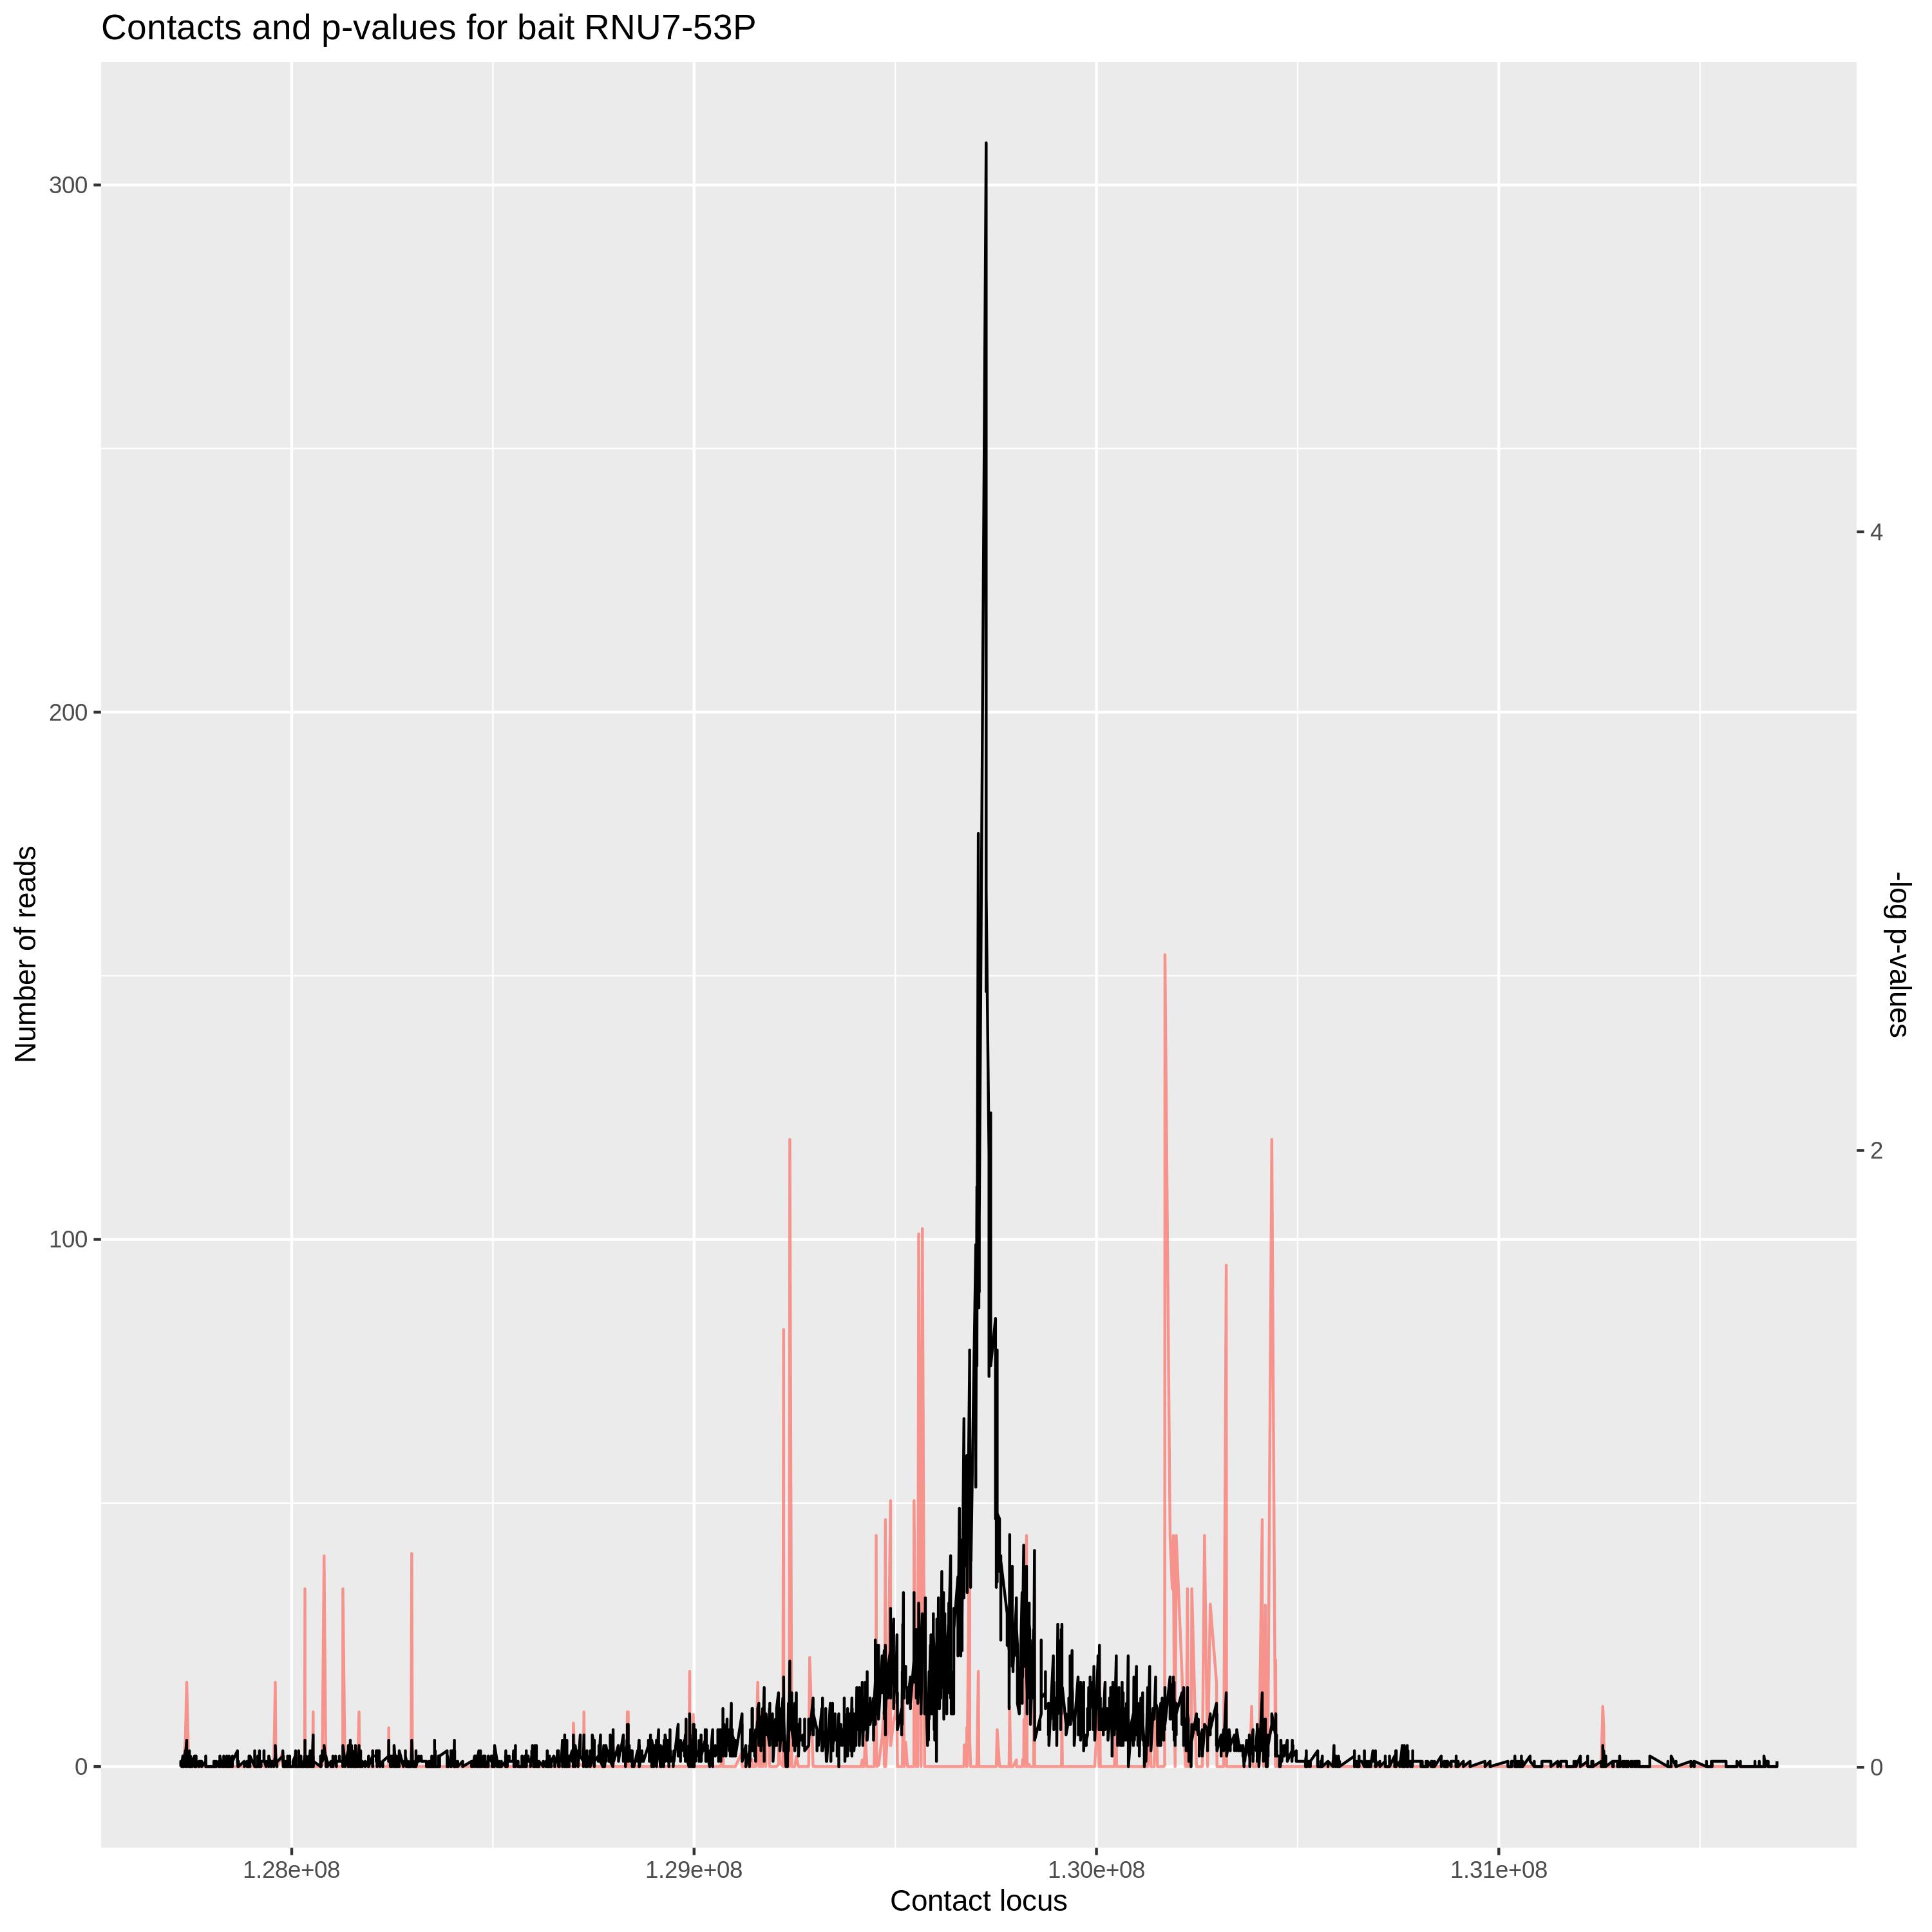 Contacts and p-values for bait RNU7-53P
300
200
100
0
Number of reads
4
2
0
-log p-values
1.28e+08
1.29e+08
1.30e+08
1.31e+08
Contact locus